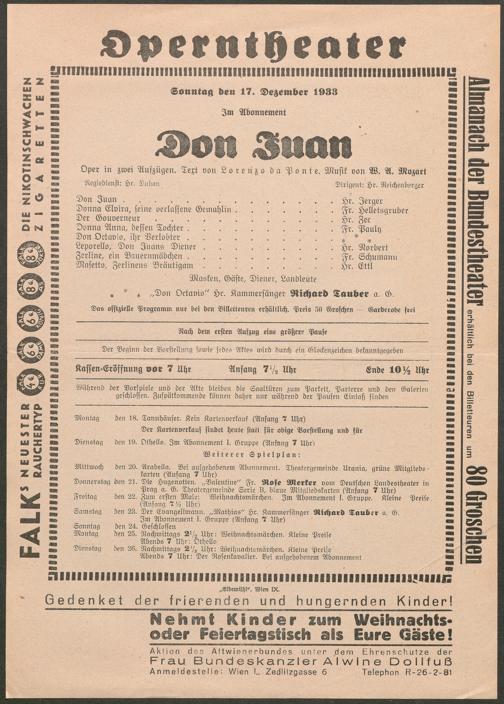 Operntheater
Sonntag den 17. Dezember 1933
Im Abonnement
Don Juan
Oper in zwei Aufzügen. Text von Lorenzo da Ponte. Musik von W. A. Mozart
Regiedienst: Hr. Duhan Dirigent: Hr. Reichenberger
Don Juan . . . Hr. Jerger
Donna Elvira, seine verlassene Gemahlin . . . Fr. Helletsgruber
Der Gouverneur . . . Hr. Zec
Donna Anna, dessen Tochter . . . Fr. Pauly
Don Octavio, ihr Verlobter . . . * * *
Leporello, Don Juans Diener . . . Hr. Norbert
Zerline, ein Bauernmädchen . . . Fr. Schumann
Masetto, Zerlinens Bräutigam . . . Hr. Ettl
Masken, Gäste, Diener, Landleute
* * * „Don Octavio“ Hr. Kammersänger Richard Tauber a. G.
Das offizielle Programm nur bei den Billetteuren erhältlich. Preis 50 Groschen — Garderobe frei
Nach dem ersten Aufzug eine größere Pause
Der Beginn der Vorstellung sowie jedes Aktes wird durch ein Glockenzeichen bekanntgegeben
Kassen-Eröffnung vor 7 Uhr Anfang 7½ Uhr Ende 10½ Uhr
Während der Vorspiele und der Akte bleiben die Saaltüren zum Parkett, Parterre und den Galerien
geschlossen. Zuspätkommende können daher nur während der Pausen Einlaß finden
Montag den 18. Tannhäuser. Kein Kartenverkauf (Anfang 7 Uhr)
Der Kartenverkauf findet heute statt für obige Vorstellung und für
Dienstag den 19. Othello. Im Abonnement I. Gruppe (Anfang 7 Uhr)
Weiterer Spielplan:
Mittwoch den 20. Arabella. Bei aufgehobenem Abonnement. Theatergemeinde Urania, grüne Mitgliedskarten (Anfang 7 Uhr)
Donnerstag den 21. Die Hugenotten. „Valentine“ Fr. Rose Merker vom Deutschen Landestheater in
Prag a. G. Theatergemeinde Serie B, blaue Mitgliedskarten (Anfang 7 Uhr)
Freitag den 22. Zum ersten Male: Weihnachtsmärchen. Im Abonnement I. Gruppe. Kleine Preise
(Anfang 7½ Uhr)
Samstag den 23. Der Evangelimann. „Mathias“ Hr. Kammersänger Richard Tauber a. G.
Im Abonnement I. Gruppe (Anfang 7 Uhr)
Sonntag den 24. Geschlossen
Montag den 25. Nachmittags 2½ Uhr: Weihnachtsmärchen. Kleine Preise
Abends 7 Uhr: Othello
Dienstag den 26. Nachmittags 2½ Uhr: Weihnachtsmärchen. Kleine Preise
Abends 7 Uhr: Der Rosenkavalier. Bei aufgehobenem Abonnement
„Elbemühl“, Wien IX.
Gedenket der frierenden und hungernden Kinder!
Nehmt Kinder zum Weihnachts-
oder Feiertagstisch als Eure Gäste!
Aktion des Altwienerbundes unter dem Ehrenschutze der
Frau Bundeskanzler Alwine Dollfuß
Anmeldestelle: Wien I., Zedlitzgasse 6 Telephon R-26-2-81
FALKs NEUESTER
RAUCHERTYP
4g 6g 6g 8g 8g
DIE NIKOTINSCHWACHEN
ZIGARETTEN
Almanach der Bundestheater erhältlich bei den Billetteuren um 80 Groschen